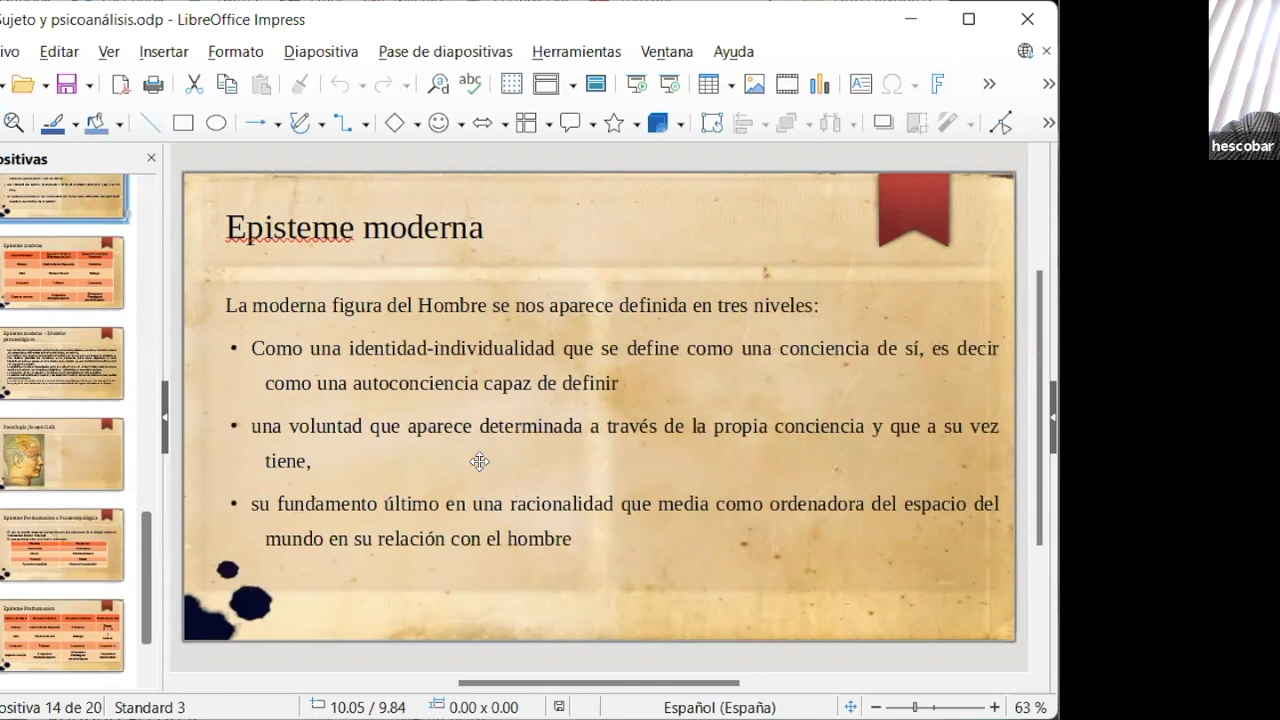 Sujeto y psicoanálisis.odp - LibreOffice Impress
ivo Editar Ver Insertar Formato Diapositiva Pase de diapositivas Herramientas Ventana Ayuda
abc
F
hescobar
ositivas
Episteme moderna
La moderna figura del Hombre se nos aparece definida en tres niveles:
• Como una identidad-individualidad que se define como una conciencia de sí, es decir
como una autoconciencia capaz de definir
• una voluntad que aparece determinada a través de la propia conciencia y que a su vez
tiene,
• su fundamento último en una racionalidad que media como ordenadora del espacio del
mundo en su relación con el hombre
ositiva 14 de 20 Standard 3 10.05 / 9.84 0.00 x 0.00 Español (España) 63 %